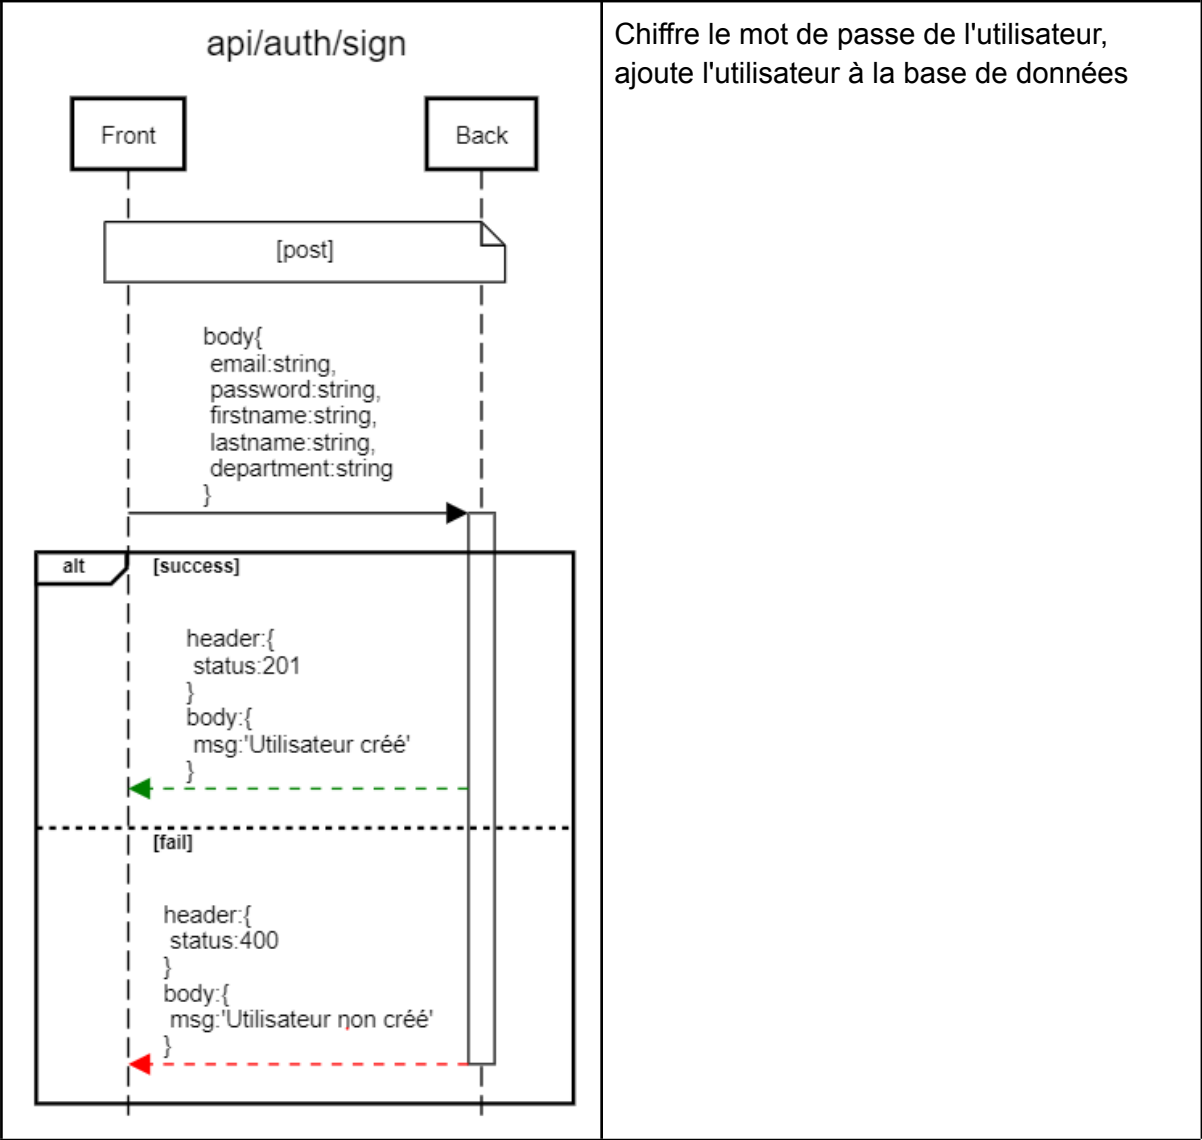 api/auth/sign
Front
Back
[post]
body{
email:string,
password:string,
firstname:string,
lastname:string,
department:string
}
alt
[success]
header:{
status:201
}
body:{
msg:'Utilisateur créé'
}
[fail]
header:{
status:400
}
body:{
msg:'Utilisateur non créé'
}
Chiffre le mot de passe de l'utilisateur,
ajoute l'utilisateur à la base de données